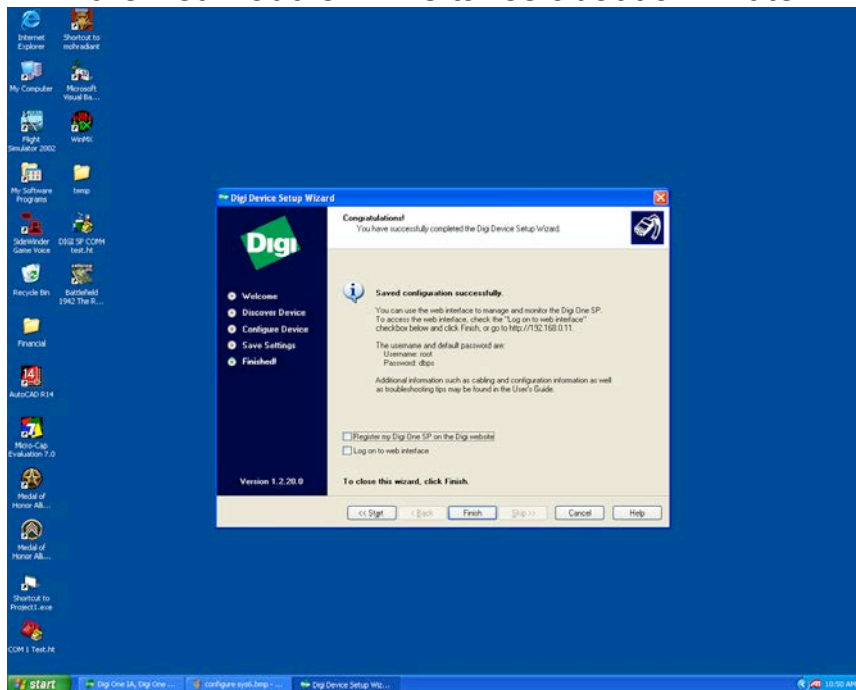 Internet
Explorer
Shortcut to
mohradiant
My Computer
Microsoft
Visual Ba...
Flight
Simulator 2002
WinMX
My Software
Programs
temp
SideWinder
Game Voice
DIGI SP COM4
test.ht
Recycle Bin
Battlefield
1942 The R...
Financial
14
AutoCAD R14
7
Micro-Cap
Evaluation 7.0
Medal of
Honor All...
Medal of
Honor All...
Shortcut to
Project1.exe
COM 1 Test.ht
Digi Device Setup Wizard
Digi
Congratulations!
You have successfully completed the Digi Device Setup Wizard.
Welcome
Discover Device
Configure Device
Save Settings
Finished!
Version 1.2.20.0
Saved configuration successfully.
You can use the web interface to manage and monitor the Digi One SP.
To access the web interface, check the "Log on to web interface"
checkbox below and click Finish, or go to http://192.168.0.11.
The username and default password are:
Username: root
Password: dbps
Additional information such as cabling and configuration information as well
as troubleshooting tips may be found in the User's Guide.
Register my Digi One SP on the Digi website
Log on to web interface
To close this wizard, click Finish.
<< Start
< Back
Finish
Skip >>
Cancel
Help
start
Digi One IA, Digi One ...
configure sys6.bmp - ...
Digi Device Setup Wiz...
10:50 AM